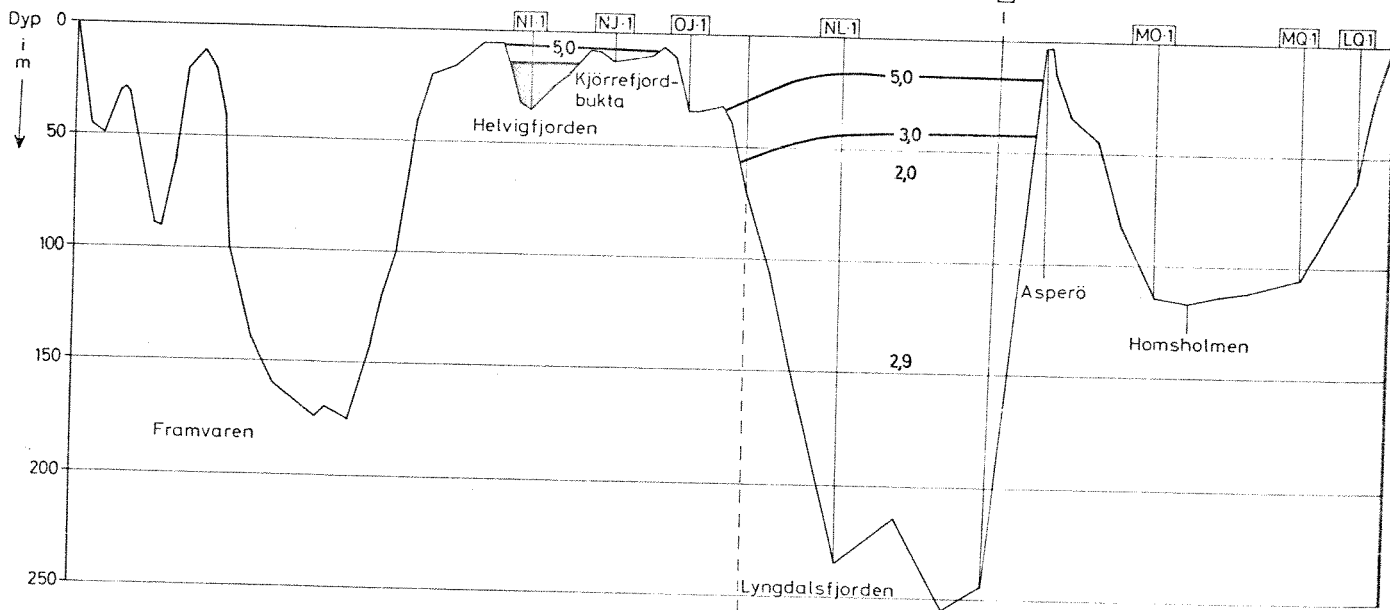 Dyp
i
m
0
50
100
150
200
250
NI·1
NJ·1
OJ·1
NL·1
MO·1
MQ·1
LQ·1
5,0
5,0
3,0
2,0
2,9
Kjörrefjord-
bukta
Helvigfjorden
Framvaren
Lyngdalsfjorden
Asperö
Homsholmen